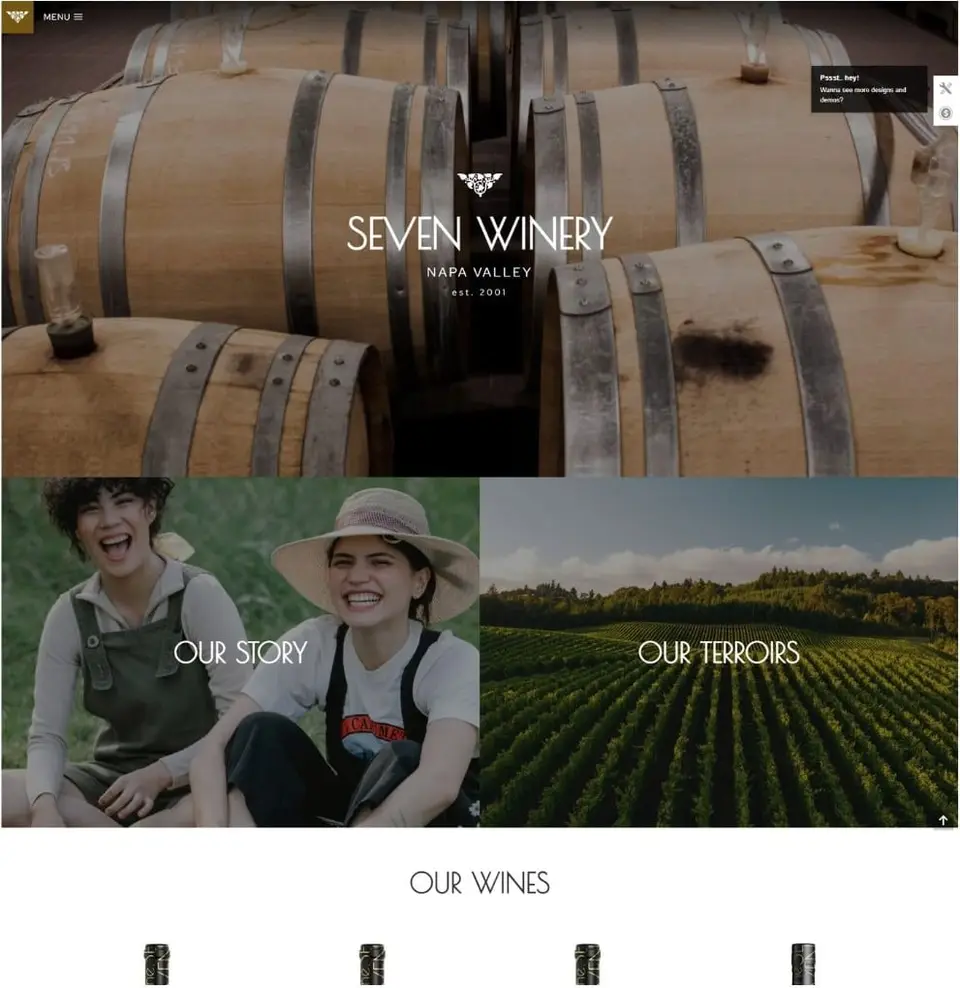 MENU
Pssst.. hey!
Wanna see more designs and
demos?
SEVEN WINERY
NAPA VALLEY
est. 2001
OUR STORY
OUR TERROIRS
OUR WINES